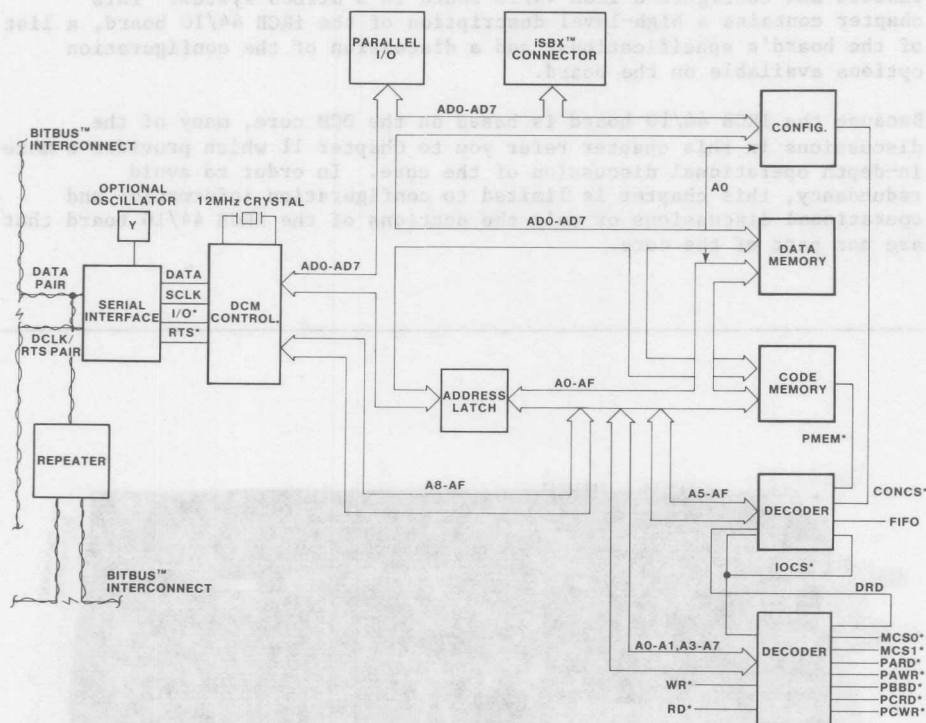 PARALLEL
I/O
iSBX™
CONNECTOR
AD0-AD7
CONFIG.
BITBUS™
INTERCONNECT
OPTIONAL
OSCILLATOR
Y
12MHz CRYSTAL
A0
AD0-AD7
DATA
MEMORY
DATA
PAIR
SERIAL
INTERFACE
DATA
SCLK
I/O*
RTS*
DCM
CONTROL.
AD0-AD7
DCLK/
RTS PAIR
ADDRESS
LATCH
A0-AF
CODE
MEMORY
PMEM*
REPEATER
A8-AF
A5-AF
DECODER
CONCS*
FIFO
BITBUS™
INTERCONNECT
IOCS*
DRD
A0-A1,A3-A7
DECODER
WR*
RD*
MCS0*
MCS1*
PARD*
PAWR*
PBBD*
PCRD*
PCWR*